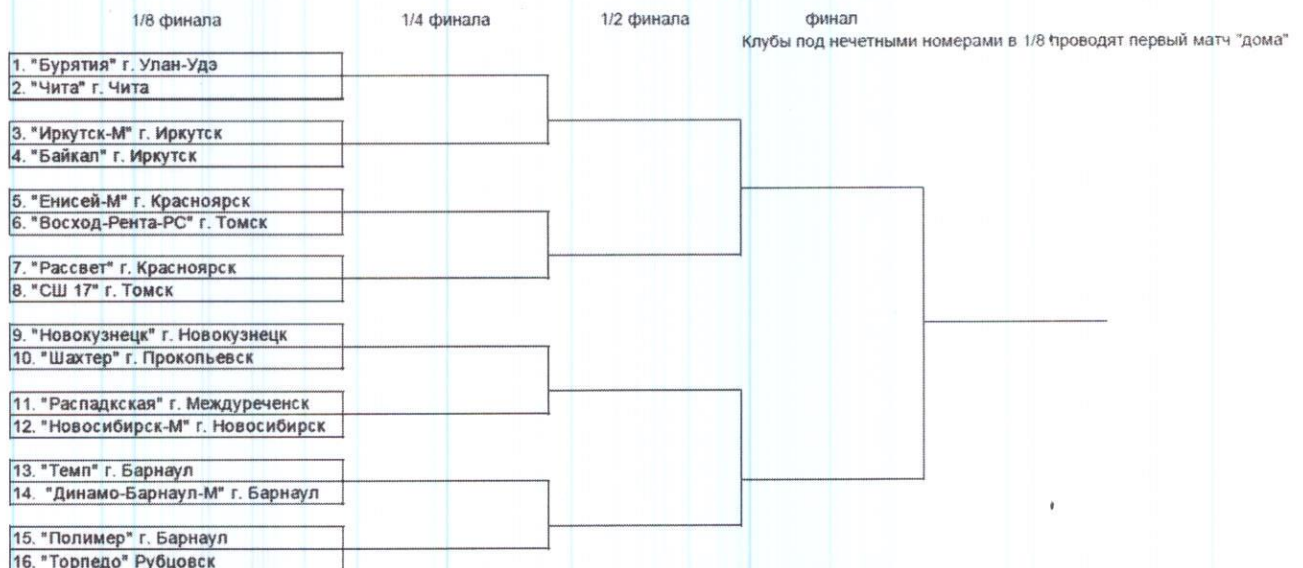 1/8 финала 1/4 финала 1/2 финала финал
Клубы под нечетными номерами в 1/8 проводят первый матч "дома"
1. "Бурятия" г. Улан-Удэ
2. "Чита" г. Чита
3. "Иркутск-М" г. Иркутск
4. "Байкал" г. Иркутск
5. "Енисей-М" г. Красноярск
6. "Восход-Рента-РС" г. Томск
7. "Рассвет" г. Красноярск
8. "СШ 17" г. Томск
9. "Новокузнецк" г. Новокузнецк
10. "Шахтер" г. Прокопьевск
11. "Распадкская" г. Междуреченск
12. "Новосибирск-М" г. Новосибирск
13. "Темп" г. Барнаул
14. "Динамо-Барнаул-М" г. Барнаул
15. "Полимер" г. Барнаул
16. "Торпедо" Рубцовск